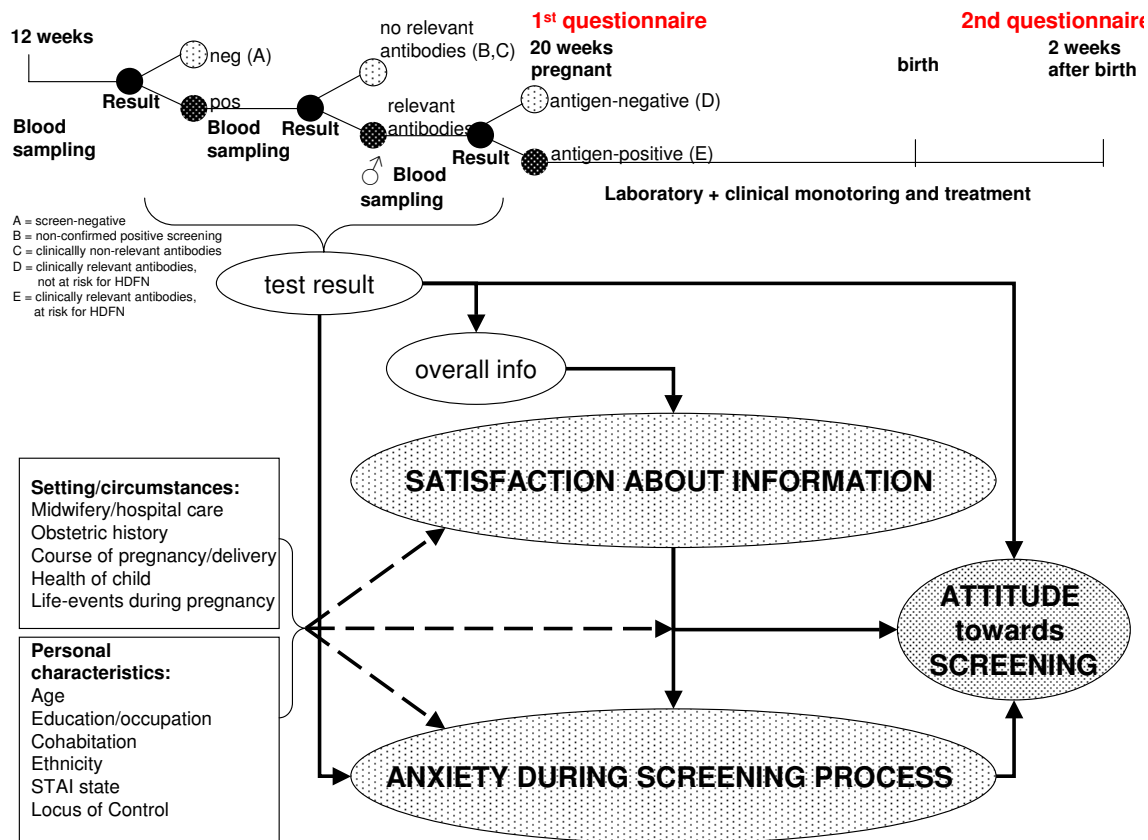 1st questionnaire
2nd questionnaire
12 weeks
neg (A)
no relevant
antibodies (B,C)
20 weeks
pregnant
birth
2 weeks
after birth
Result
pos
Blood
sampling
Blood
sampling
Result
relevant
antibodies
♂ Blood
sampling
Result
antigen-negative (D)
antigen-positive (E)
Laboratory + clinical monotoring and treatment
A = screen-negative
B = non-confirmed positive screening
C = clinicallly non-relevant antibodies
D = clinically relevant antibodies,
not at risk for HDFN
E = clinically relevant antibodies,
at risk for HDFN
test result
overall info
SATISFACTION ABOUT INFORMATION
Setting/circumstances:
Midwifery/hospital care
Obstetric history
Course of pregnancy/delivery
Health of child
Life-events during pregnancy
Personal
characteristics:
Age
Education/occupation
Cohabitation
Ethnicity
STAI state
Locus of Control
ATTITUDE
towards
SCREENING
ANXIETY DURING SCREENING PROCESS